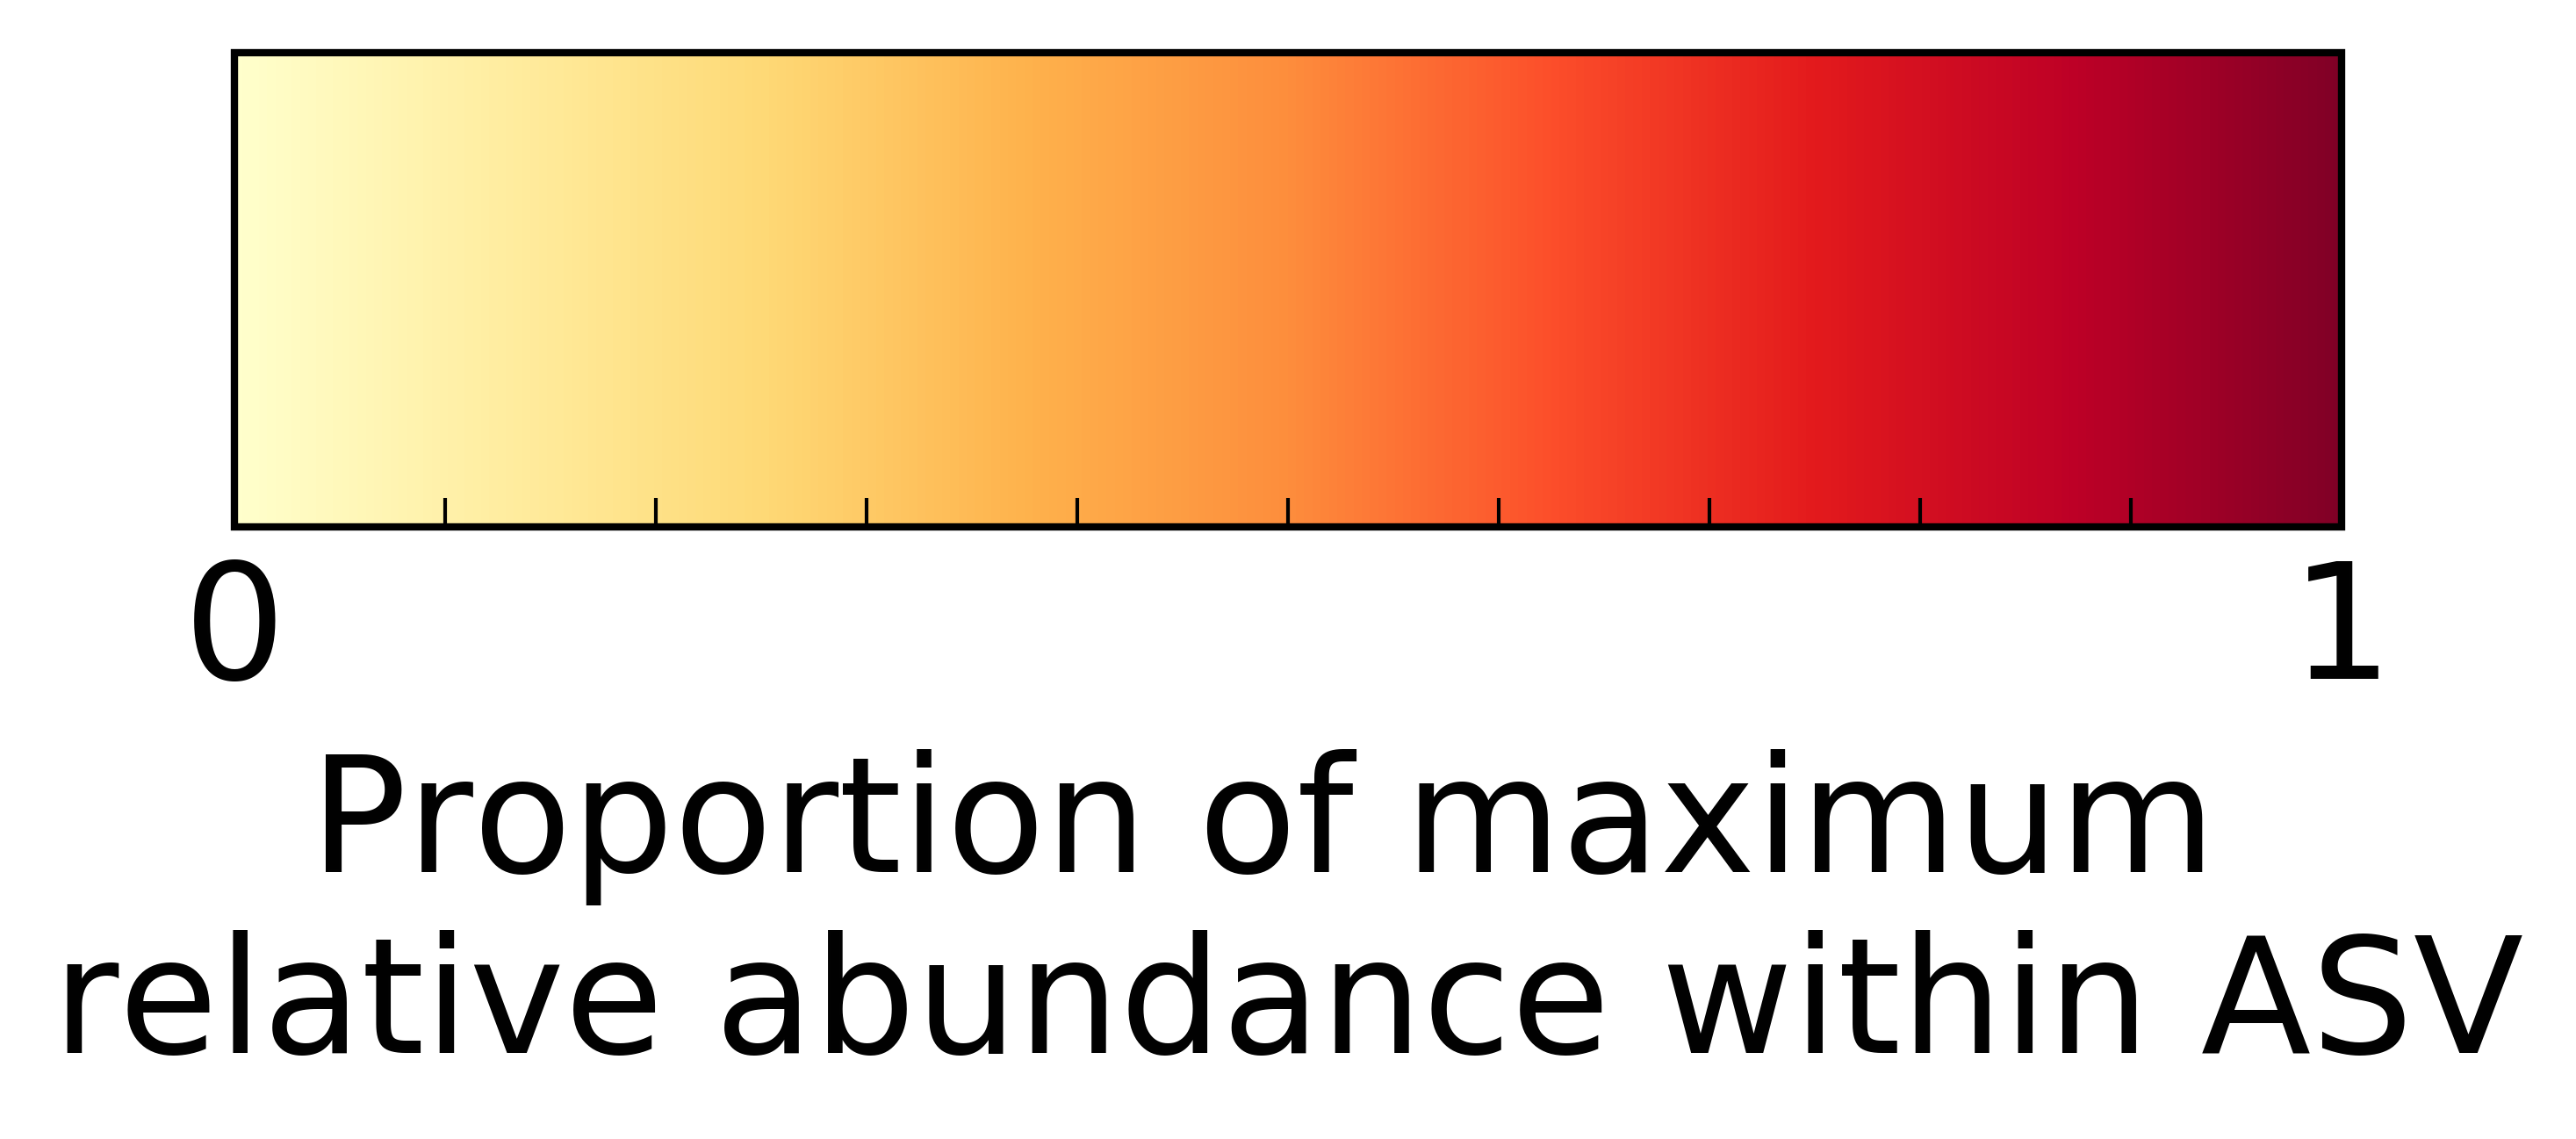 0 1
Proportion of maximum
relative abundance within ASV